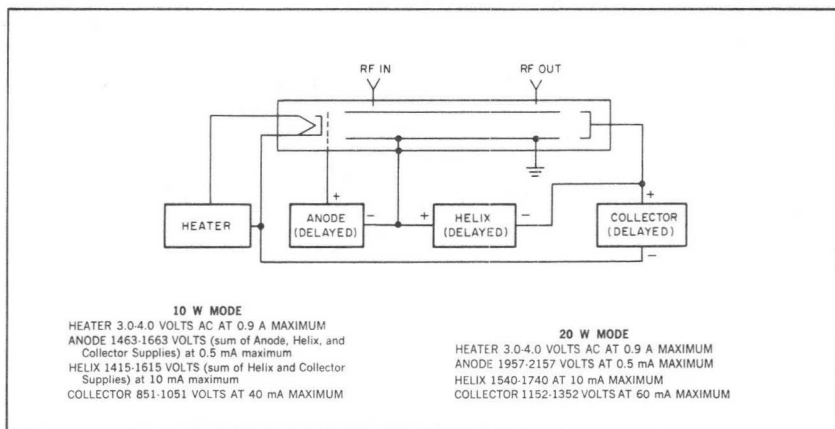 RF IN
RF OUT
+
HEATER
ANODE
(DELAYED)
−
+
HELIX
(DELAYED)
−
+
COLLECTOR
(DELAYED)
−
10 W MODE
HEATER 3.0-4.0 VOLTS AC AT 0.9 A MAXIMUM
ANODE 1463-1663 VOLTS (sum of Anode, Helix, and
Collector Supplies) at 0.5 mA maximum
HELIX 1415-1615 VOLTS (sum of Helix and Collector
Supplies) at 10 mA maximum
COLLECTOR 851-1051 VOLTS AT 40 mA MAXIMUM
20 W MODE
HEATER 3.0-4.0 VOLTS AC AT 0.9 A MAXIMUM
ANODE 1957-2157 VOLTS AT 0.5 mA MAXIMUM
HELIX 1540-1740 AT 10 mA MAXIMUM
COLLECTOR 1152-1352 VOLTS AT 60 mA MAXIMUM